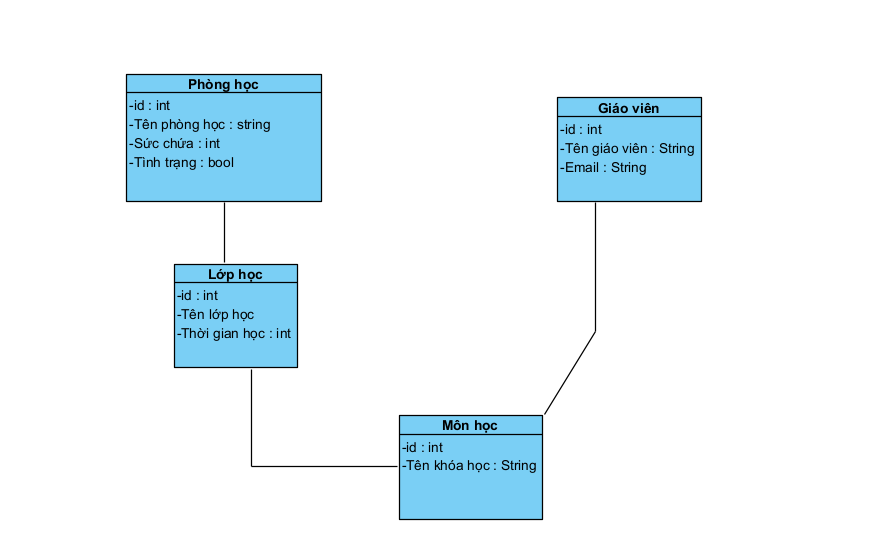 Phòng học
-id : int
-Tên phòng học : string
-Sức chứa : int
-Tình trạng : bool
Giáo viên
-id : int
-Tên giáo viên : String
-Email : String
Lớp học
-id : int
-Tên lớp học
-Thời gian học : int
Môn học
-id : int
-Tên khóa học : String